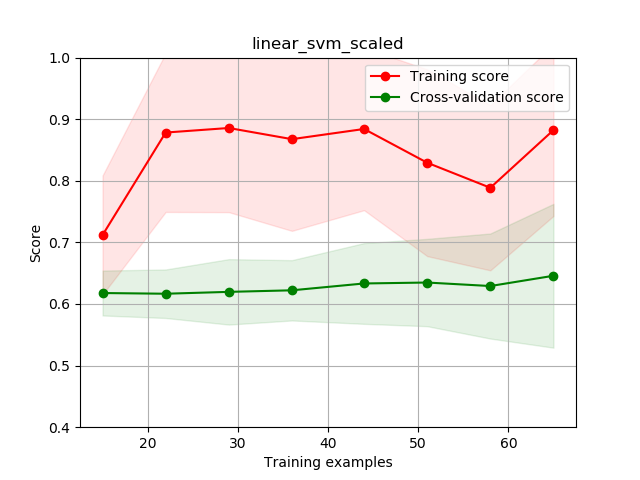 linear_svm_scaled
1.0
0.9
0.8
0.7
0.6
0.5
0.4
Score
Training score
Cross-validation score
20 30 40 50 60
Training examples